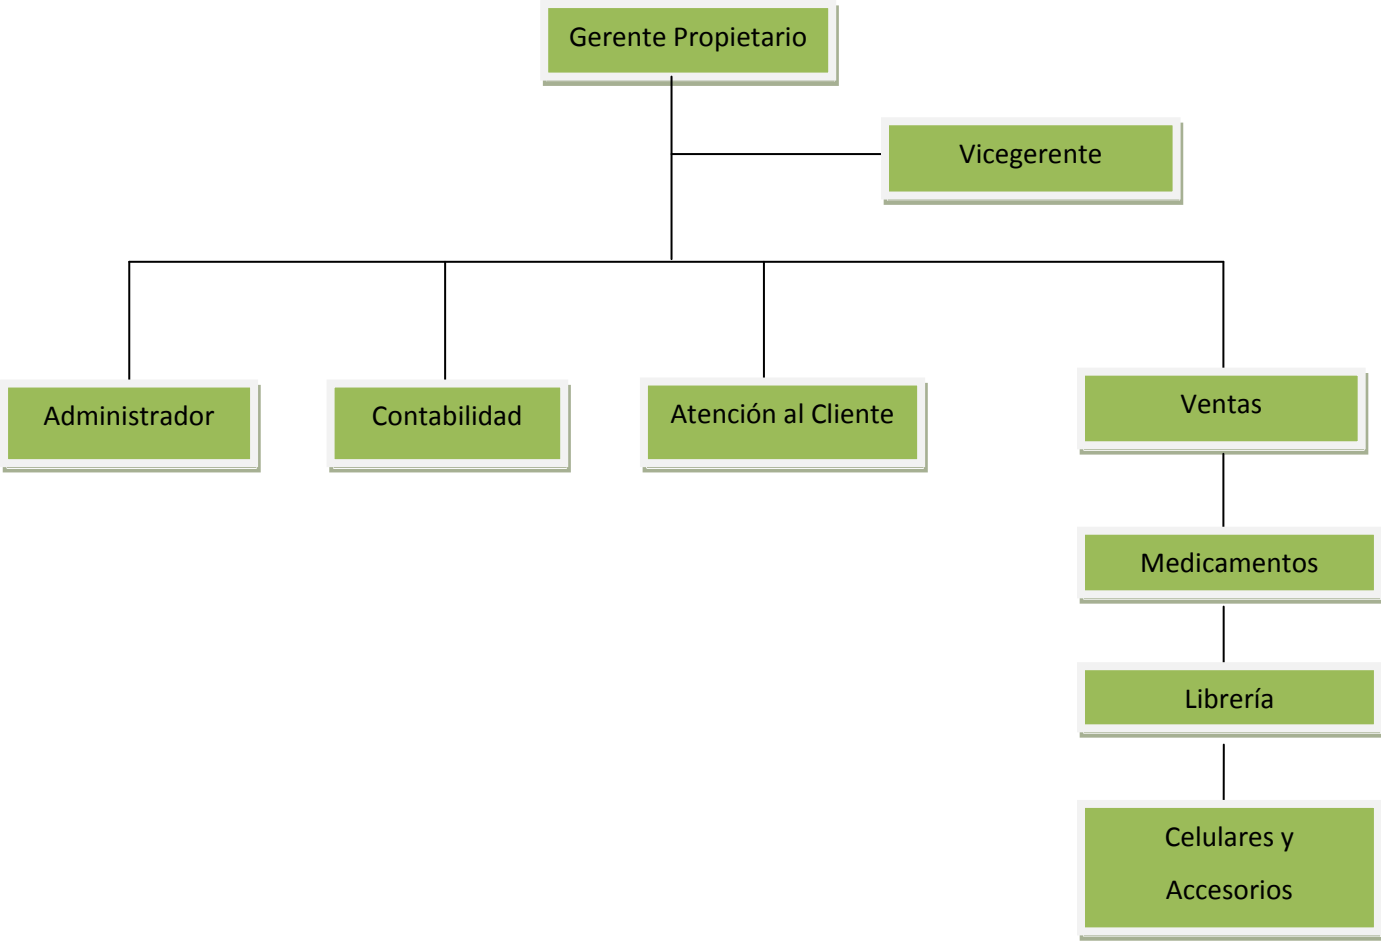 Gerente Propietario
Vicegerente
Administrador
Contabilidad
Atención al Cliente
Ventas
Medicamentos
Librería
Celulares y
Accesorios